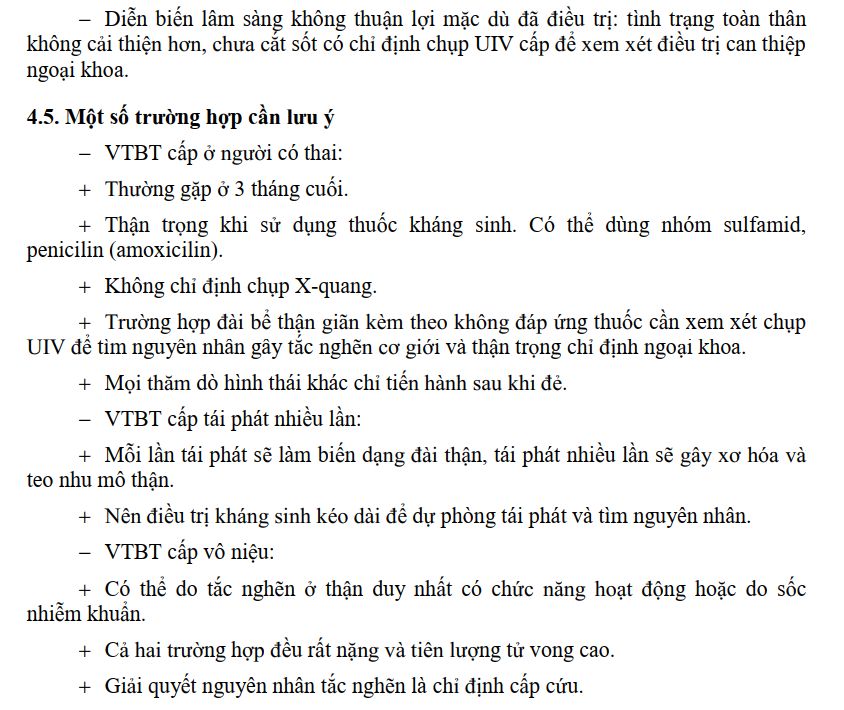 – Diễn biến lâm sàng không thuận lợi mặc dù đã điều trị: tình trạng toàn thân
không cải thiện hơn, chưa cắt sốt có chỉ định chụp UIV cấp để xem xét điều trị can thiệp
ngoại khoa.
4.5. Một số trường hợp cần lưu ý
– VTBT cấp ở người có thai:
+ Thường gặp ở 3 tháng cuối.
+ Thận trọng khi sử dụng thuốc kháng sinh. Có thể dùng nhóm sulfamid,
penicilin (amoxicilin).
+ Không chỉ định chụp X-quang.
+ Trường hợp đài bể thận giãn kèm theo không đáp ứng thuốc cần xem xét chụp
UIV để tìm nguyên nhân gây tắc nghẽn cơ giới và thận trọng chỉ định ngoại khoa.
+ Mọi thăm dò hình thái khác chỉ tiến hành sau khi đẻ.
– VTBT cấp tái phát nhiều lần:
+ Mỗi lần tái phát sẽ làm biến dạng đài thận, tái phát nhiều lần sẽ gây xơ hóa và
teo nhu mô thận.
+ Nên điều trị kháng sinh kéo dài để dự phòng tái phát và tìm nguyên nhân.
– VTBT cấp vô niệu:
+ Có thể do tắc nghẽn ở thận duy nhất có chức năng hoạt động hoặc do sốc
nhiễm khuẩn.
+ Cả hai trường hợp đều rất nặng và tiên lượng tử vong cao.
+ Giải quyết nguyên nhân tắc nghẽn là chỉ định cấp cứu.